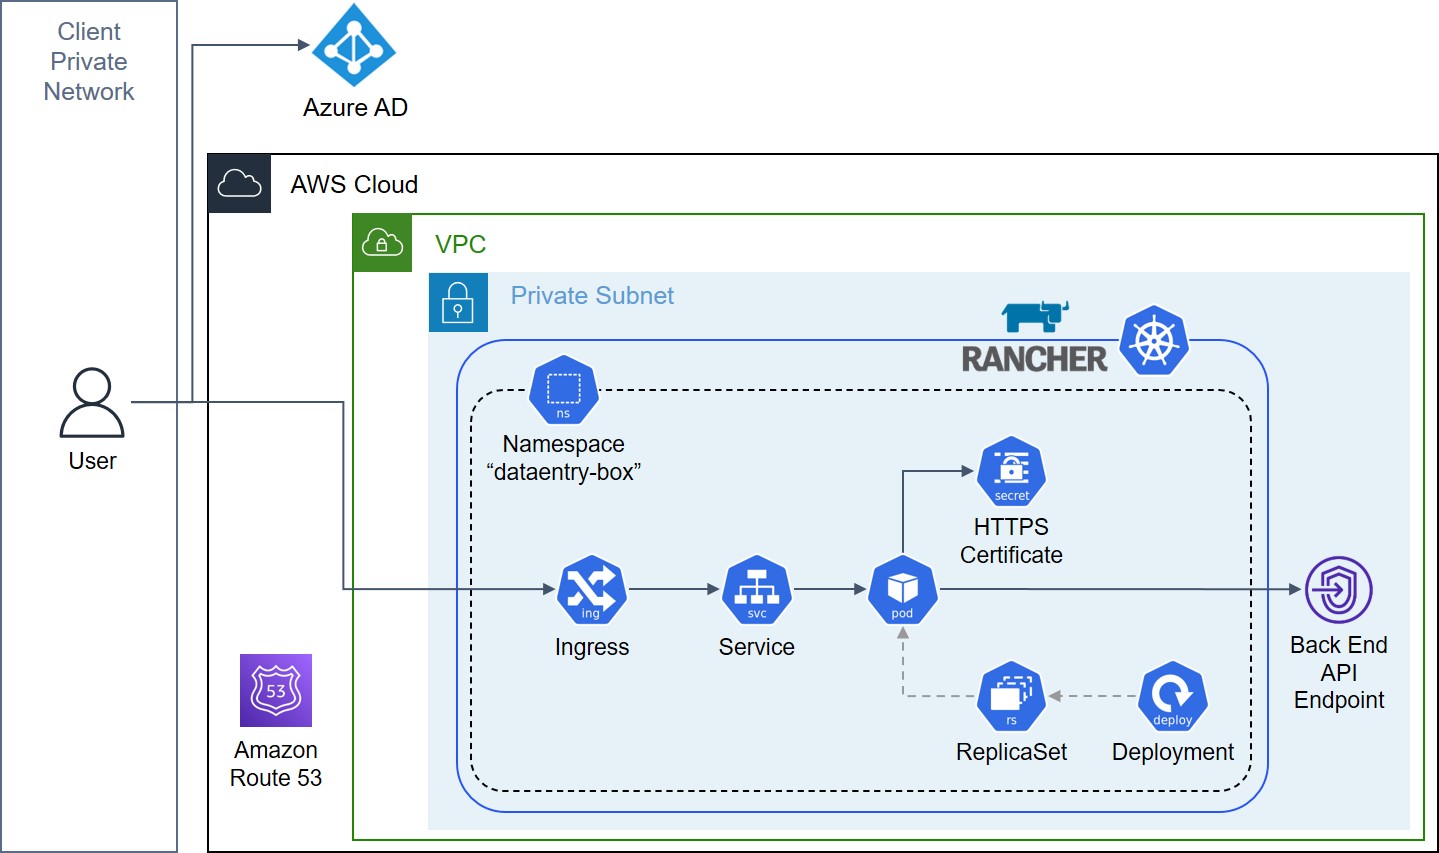 Client
Private
Network
Azure AD
AWS Cloud
VPC
Private Subnet
RANCHER
ns
Namespace
“dataentry-box”
User
secret
HTTPS
Certificate
ing
Ingress
svc
Service
pod
Back End
API
Endpoint
53
Amazon
Route 53
rs
ReplicaSet
deploy
Deployment